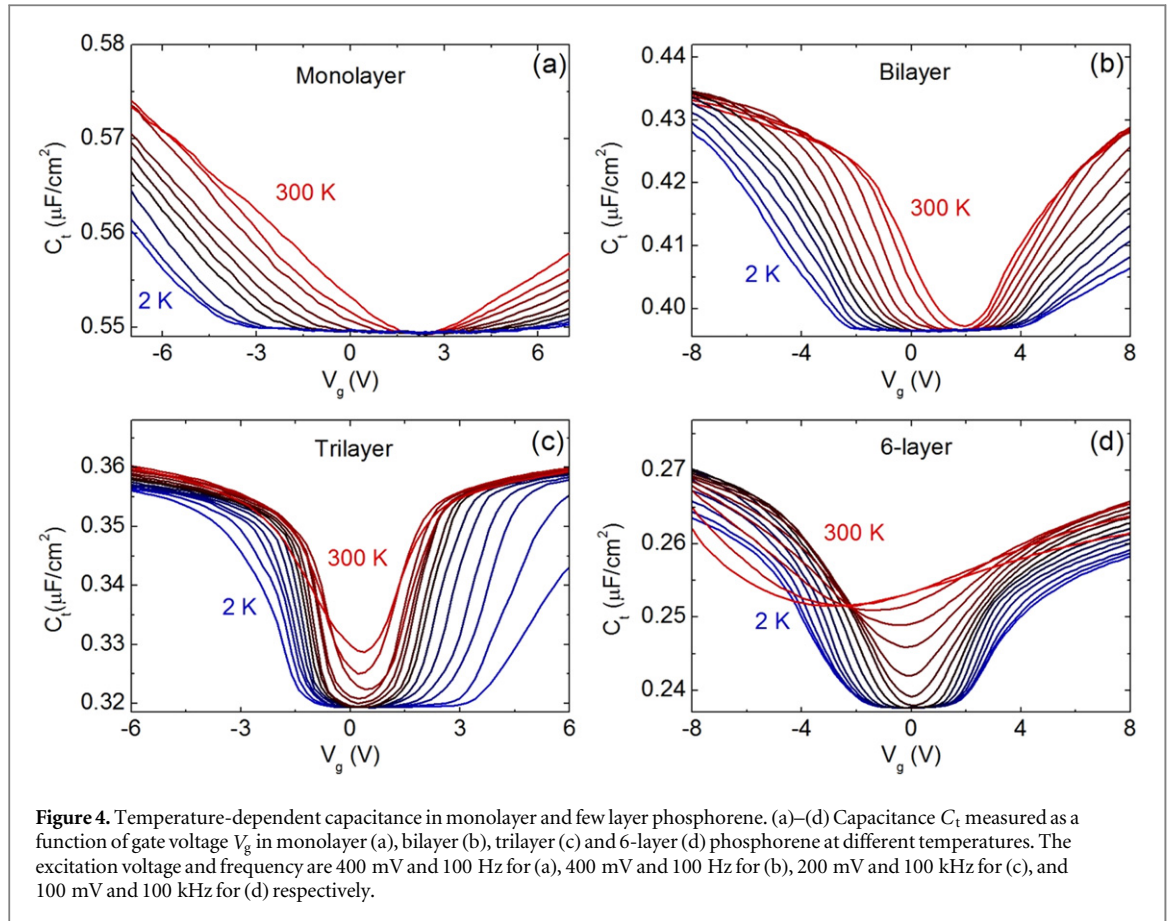 (a)
Monolayer
300 K
2 K
C_t (μF/cm²)
0.58
0.57
0.56
0.55
-6 -3 0 3 6
V_g (V)
(b)
Bilayer
300 K
2 K
C_t (μF/cm²)
0.44
0.43
0.42
0.41
0.40
-8 -4 0 4 8
V_g (V)
(c)
Trilayer
300 K
2 K
C_t(μF/cm²)
0.36
0.35
0.34
0.33
0.32
-6 -3 0 3 6
V_g (V)
(d)
6-layer
300 K
2 K
C_t (μF/cm²)
0.27
0.26
0.25
0.24
-8 -4 0 4 8
V_g (V)
Figure 4. Temperature-dependent capacitance in monolayer and few layer phosphorene. (a)–(d) Capacitance C_t measured as a
function of gate voltage V_g in monolayer (a), bilayer (b), trilayer (c) and 6-layer (d) phosphorene at different temperatures. The
excitation voltage and frequency are 400 mV and 100 Hz for (a), 400 mV and 100 Hz for (b), 200 mV and 100 kHz for (c), and
100 mV and 100 kHz for (d) respectively.